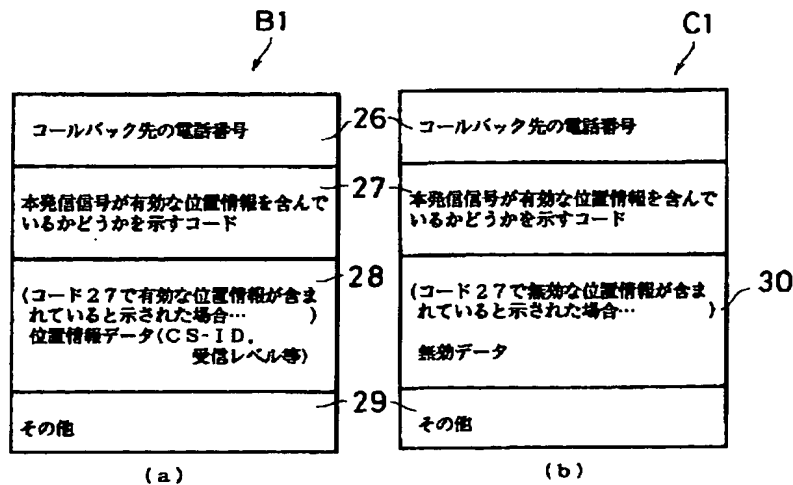 B1
コールバック先の電話番号
本発信信号が有効な位置情報を含んで
いるかどうかを示すコード
(コード27で有効な位置情報が含ま
れていると示された場合… )
位置情報データ(CS-ID,
受信レベル等)
その他
(a)
26
27
28
29
C1
コールバック先の電話番号
本発信信号が有効な位置情報を含んで
いるかどうかを示すコード
(コード27で無効な位置情報が含ま
れていると示された場合… )
無効データ
その他
30
(b)